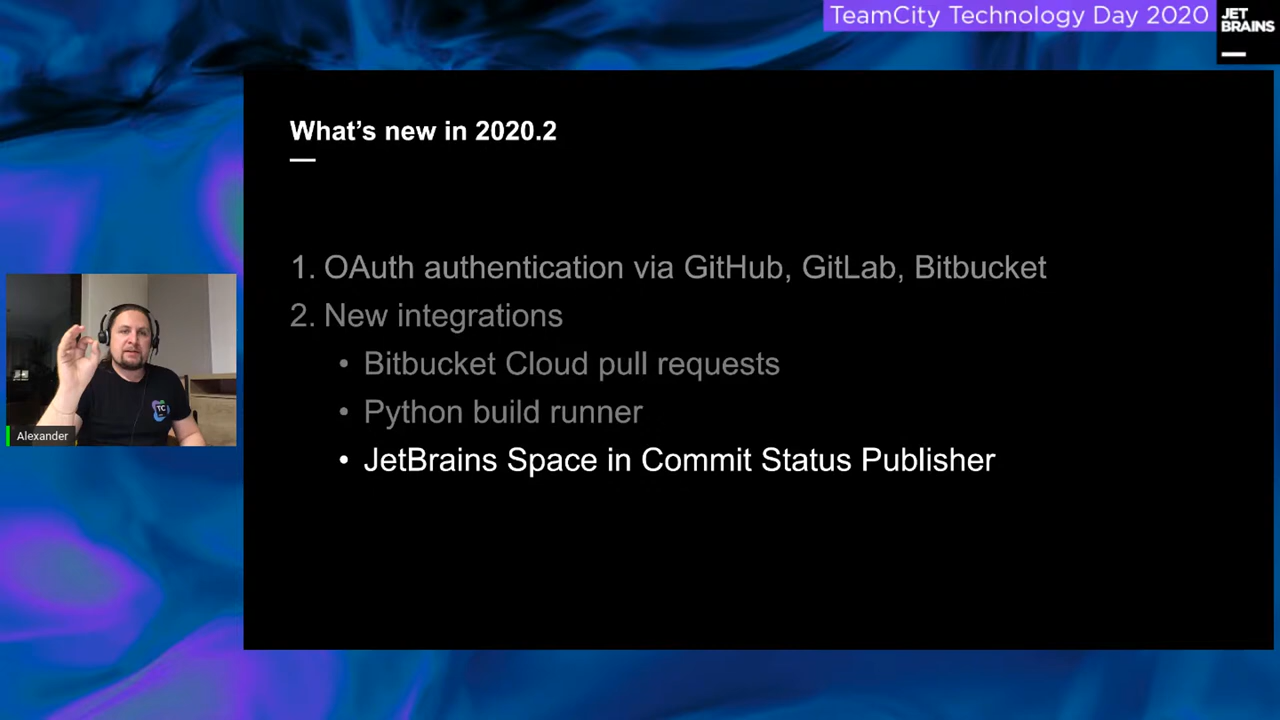 TeamCity Technology Day 2020
JET
BRAINS
What's new in 2020.2
1. OAuth authentication via GitHub, GitLab, Bitbucket
2. New integrations
• Bitbucket Cloud pull requests
• Python build runner
• JetBrains Space in Commit Status Publisher
TC
Alexander